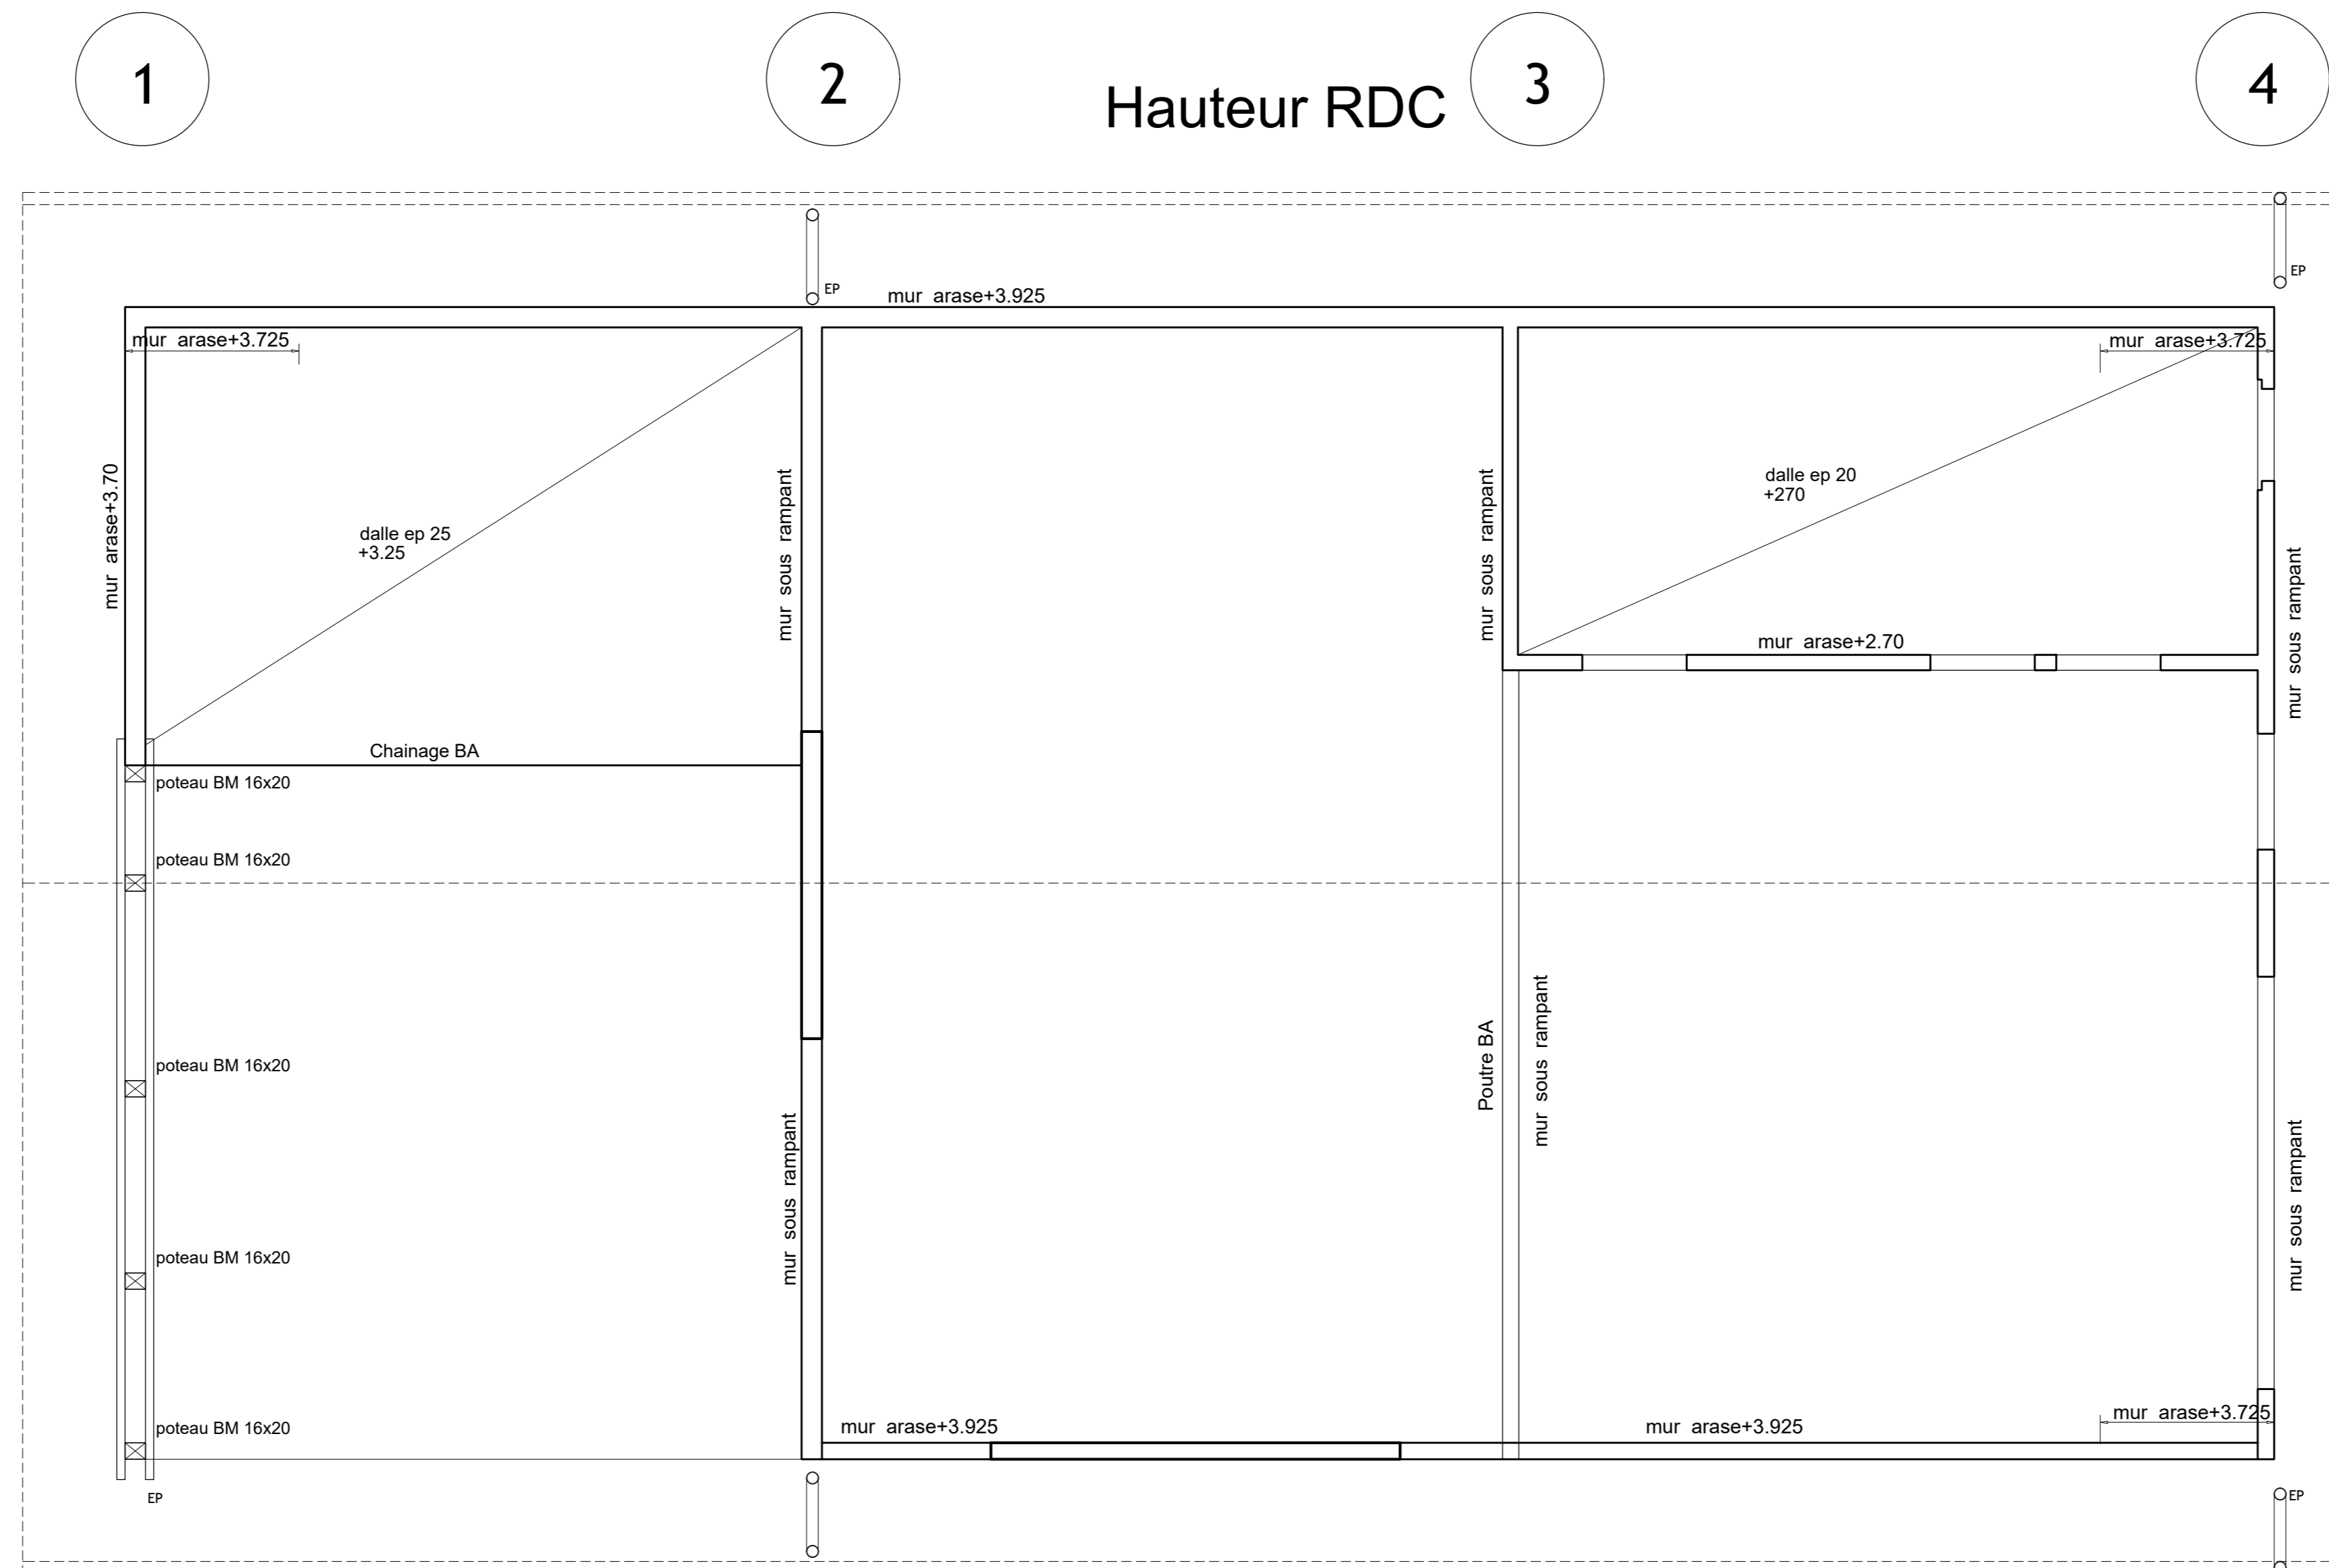 1
2
Hauteur RDC
3
4
EP
EP
mur arase+3.925
mur arase+3.725
mur arase+3.725
mur arase+3.70
dalle ep 25
+3.25
mur sous rampant
mur sous rampant
dalle ep 20
+270
mur sous rampant
mur arase+2.70
Chainage BA
poteau BM 16x20
poteau BM 16x20
poteau BM 16x20
poteau BM 16x20
poteau BM 16x20
mur sous rampant
Poutre BA
mur sous rampant
mur sous rampant
mur arase+3.925
mur arase+3.925
mur arase+3.725
EP
EP